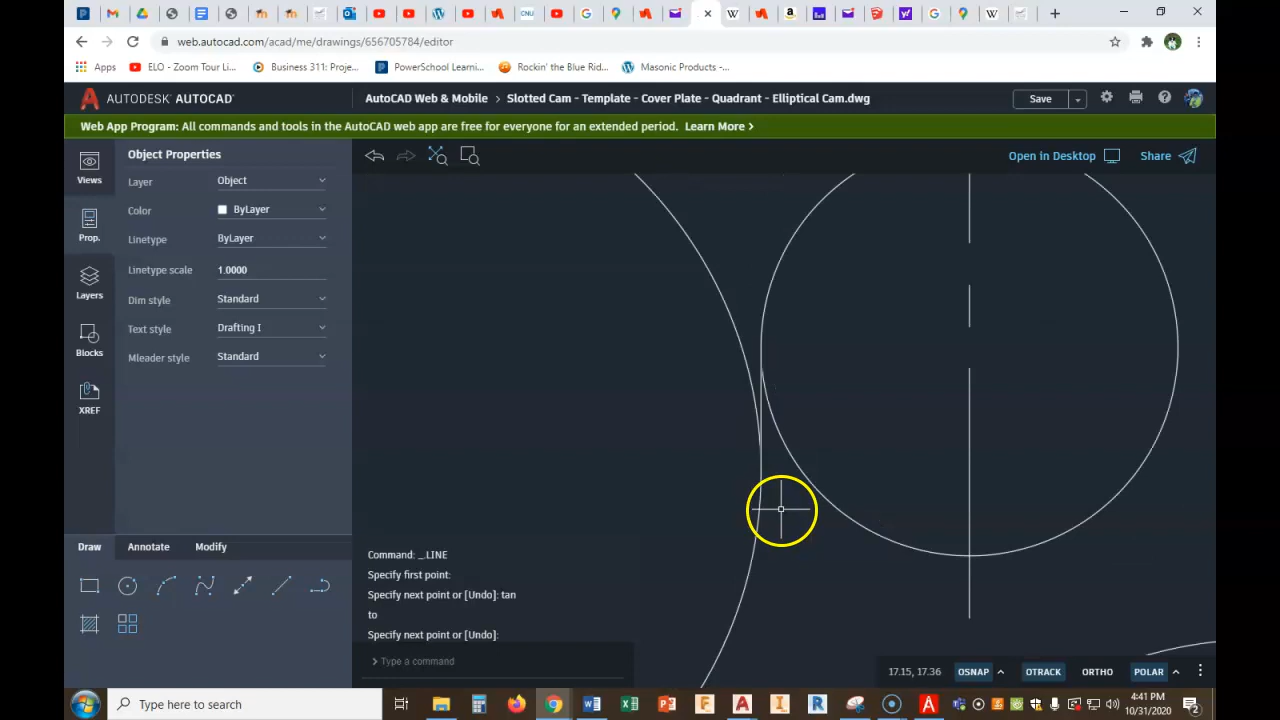 web.autocad.com/acad/me/drawings/656705784/editor
Apps
ELO - Zoom Tour Li...
Business 311: Proje...
PowerSchool Learni...
Rockin' the Blue Rid...
Masonic Products -...
AUTODESK® AUTOCAD®
AutoCAD Web & Mobile > Slotted Cam - Template - Cover Plate - Quadrant - Elliptical Cam.dwg
Save
Web App Program: All commands and tools in the AutoCAD web app are free for everyone for an extended period. Learn More >
Views
Object Properties
Open in Desktop
Share
Layer Object
Color ByLayer
Prop.
Linetype ByLayer
Linetype scale 1.0000
Layers
Dim style Standard
Text style Drafting I
Blocks
Mleader style Standard
XREF
Draw Annotate Modify
Command: _.LINE
Specify first point:
Specify next point or [Undo]: tan
to
Specify next point or [Undo]:
Type a command
17.15, 17.36
OSNAP
OTRACK
ORTHO
POLAR
Type here to search
4:41 PM
10/31/2020